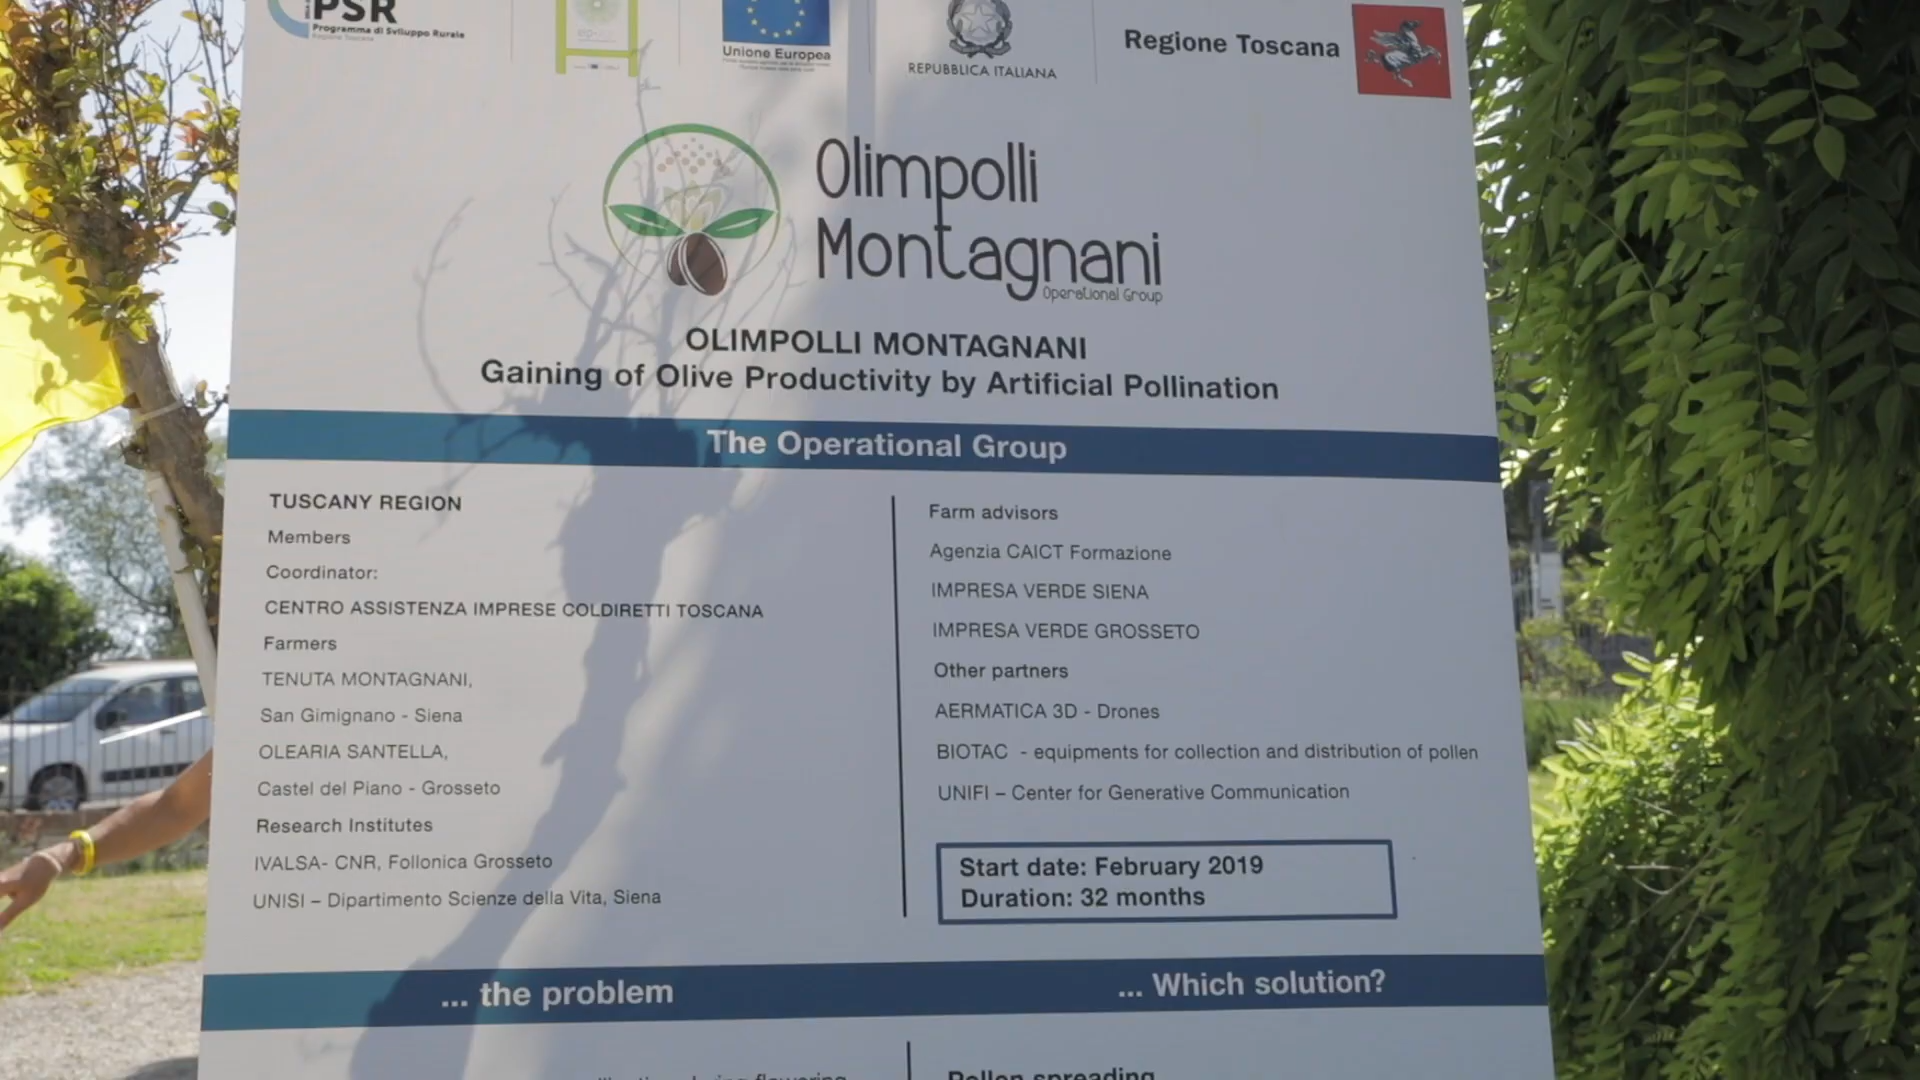 PSR
Programma di Sviluppo Rurale
Regione Toscana
Unione Europea
REPUBBLICA ITALIANA
Regione Toscana
Olimpolli
Montagnani
Operational Group
OLIMPOLLI MONTAGNANI
Gaining of Olive Productivity by Artificial Pollination
The Operational Group
TUSCANY REGION
Members
Coordinator:
CENTRO ASSISTENZA IMPRESE COLDIRETTI TOSCANA
Farmers
TENUTA MONTAGNANI,
San Gimignano - Siena
OLEARIA SANTELLA,
Castel del Piano - Grosseto
Research Institutes
IVALSA- CNR, Follonica Grosseto
UNISI – Dipartimento Scienze della Vita, Siena
Farm advisors
Agenzia CAICT Formazione
IMPRESA VERDE SIENA
IMPRESA VERDE GROSSETO
Other partners
AERMATICA 3D - Drones
BIOTAC - equipments for collection and distribution of pollen
UNIFI – Center for Generative Communication
Start date: February 2019
Duration: 32 months
... the problem
... Which solution?
flowering
Pollen spreading